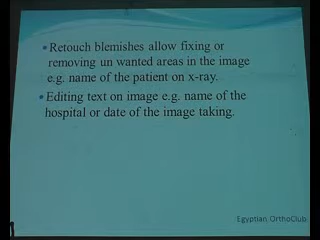 •Retouch blemishes allow fixing or
removing un wanted areas in the image
e.g. name of the patient on x-ray.
•Editing text on image e.g. name of the
hospital or date of the image taking.
Egyptian OrthoClub